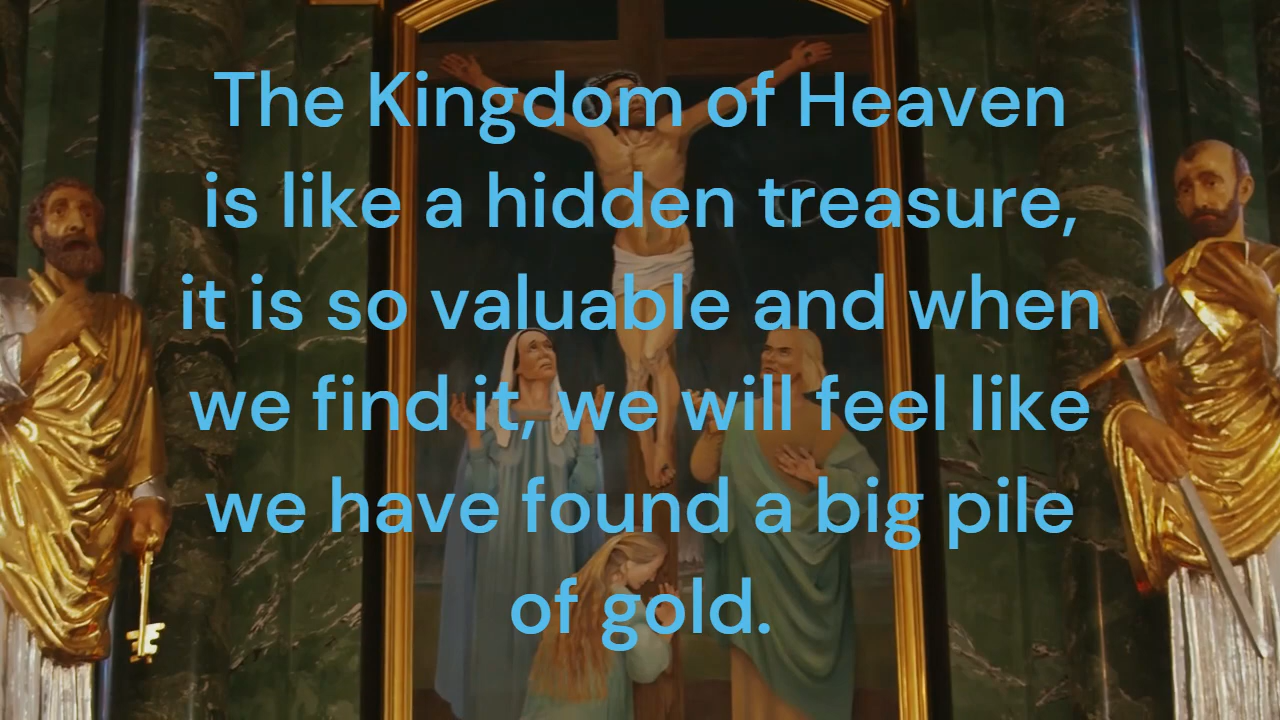 The Kingdom of Heaven
is like a hidden treasure,
it is so valuable and when
we find it, we will feel like
we have found a big pile
of gold.